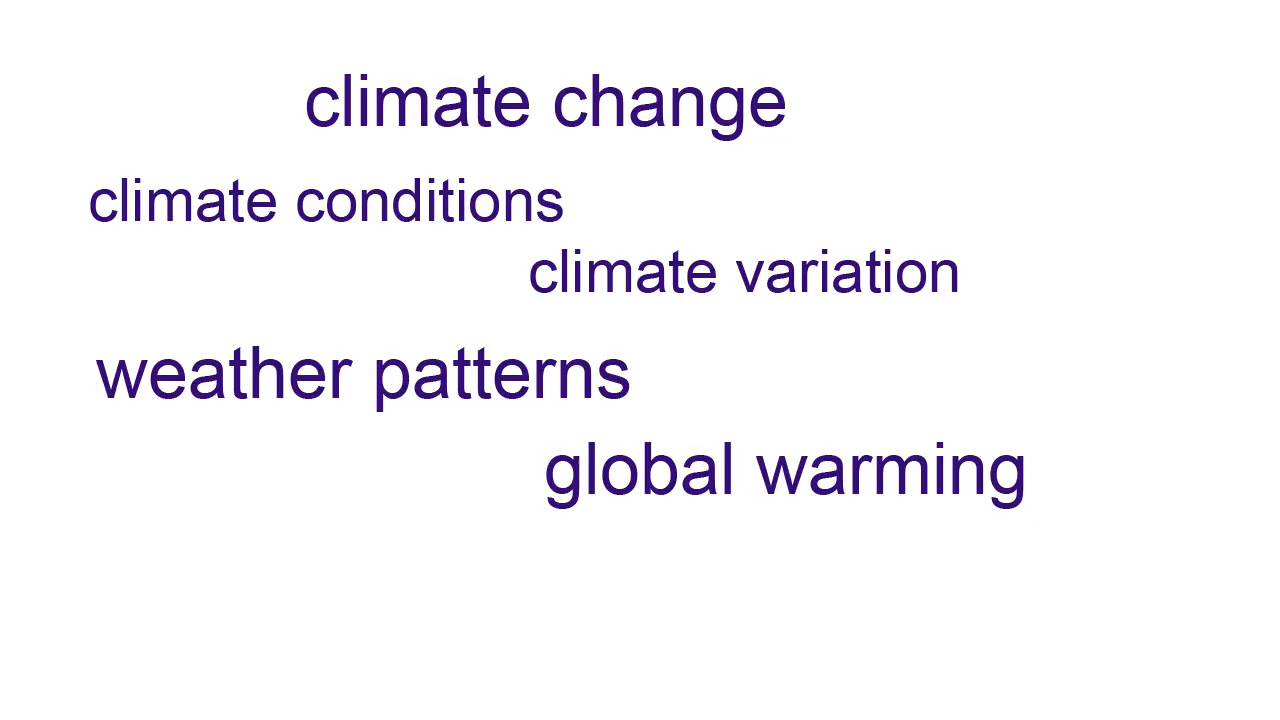 climate change
climate conditions
climate variation
weather patterns
global warming